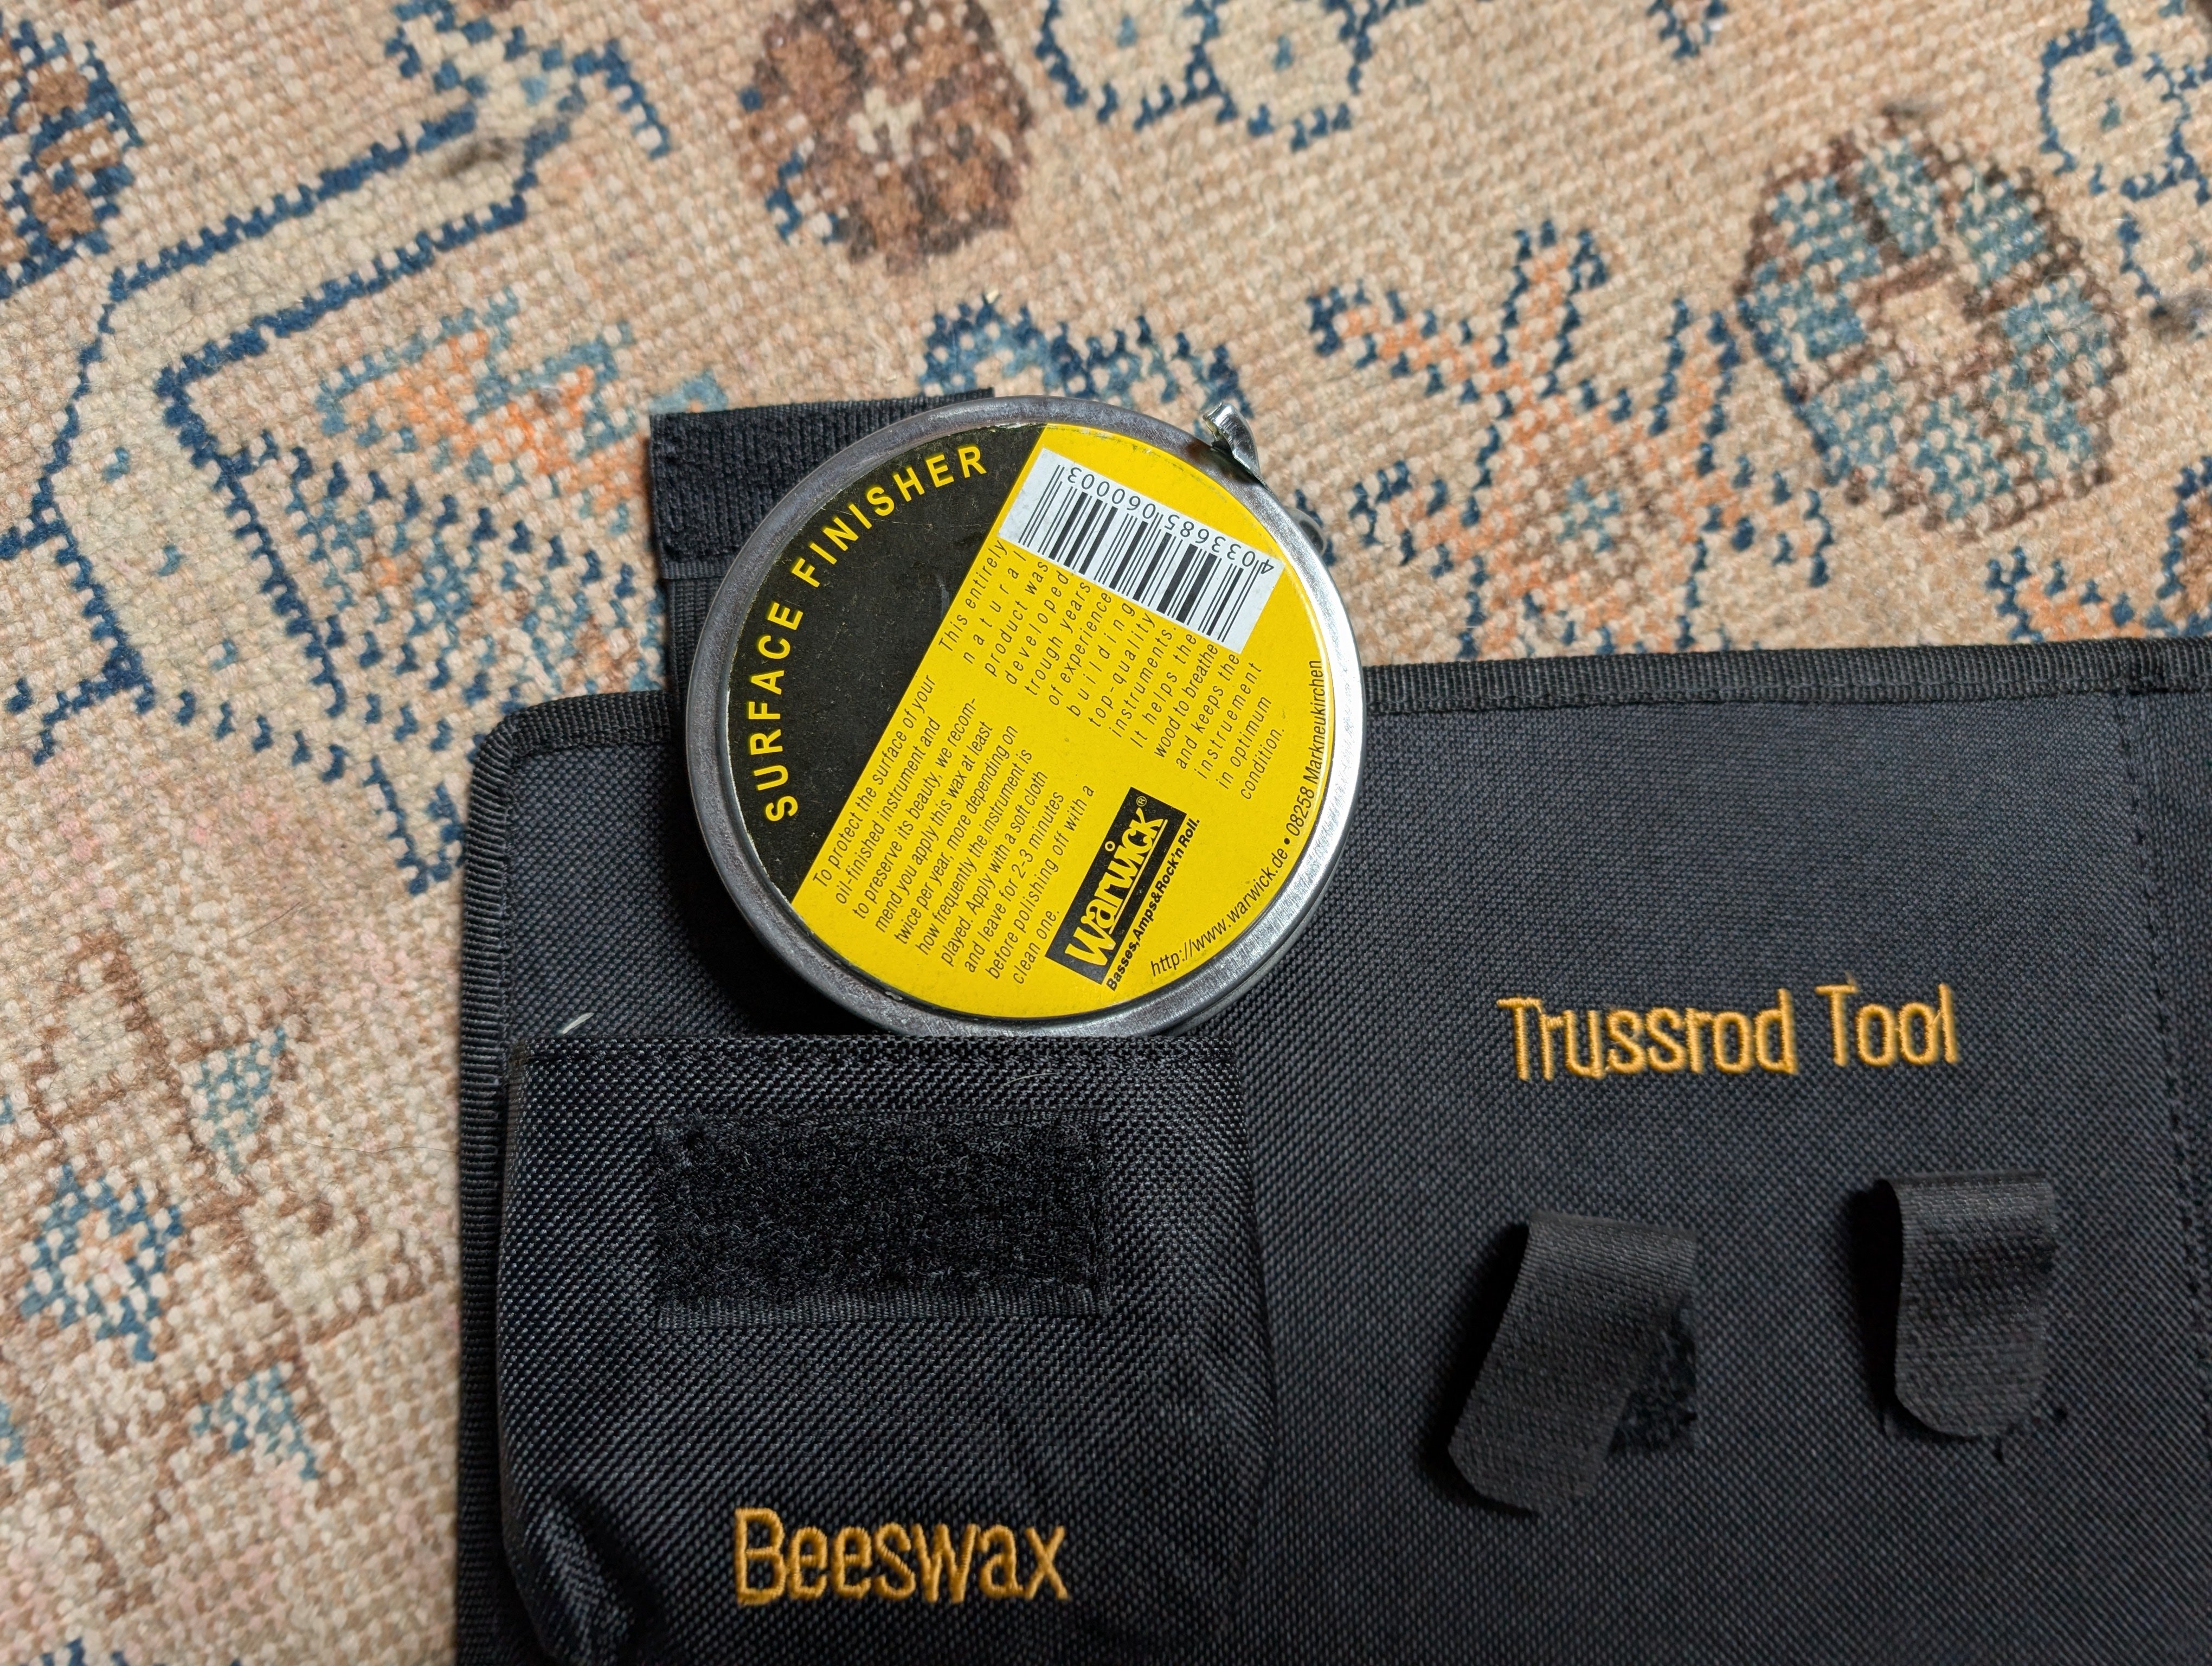 SURFACE FINISHER
4033685060003
This entirely
natural
product was
developed
trough years
of experience
building
top-quality
instruments.
It helps the
wood to breathe
and keeps the
instruement
in optimum
condition.
To protect the surface of your
oil-finished instrument and
to preserve its beauty, we recom-
mend you apply this wax at least
twice per year, more depending on
how frequently the instrument is
played. Apply with a soft cloth
and leave for 2-3 minutes
before polishing off with a
clean one.
Warwick®
Basses, Amps & Rock'n Roll.
http://www.warwick.de • 08258 Markneukirchen
Trussrod Tool
Beeswax